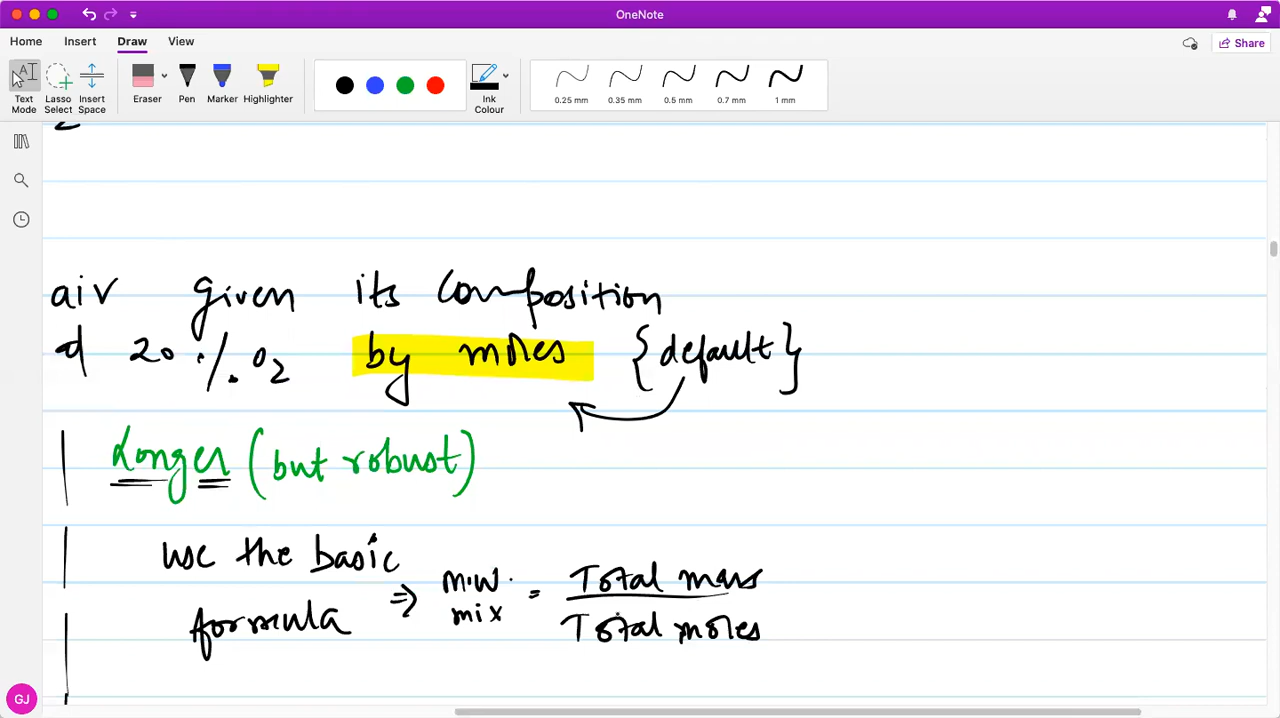 OneNote
Home Insert Draw View
Share
Text Mode
Lasso Select
Insert Space
Eraser
Pen
Marker
Highlighter
Ink Colour
0.25 mm
0.35 mm
0.5 mm
0.7 mm
1 mm
2
air given its composition
d 20 % O2 by moles {default}
Longer (but robust)
use the basic
formula ⇒ M.W. mix = Total mass / Total moles
GJ